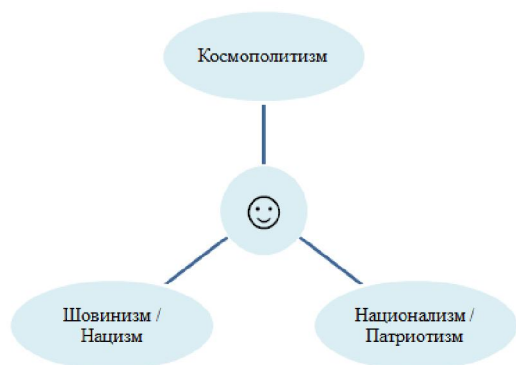 Космополитизм
Шовинизм /
Нацизм
Национализм /
Патриотизм